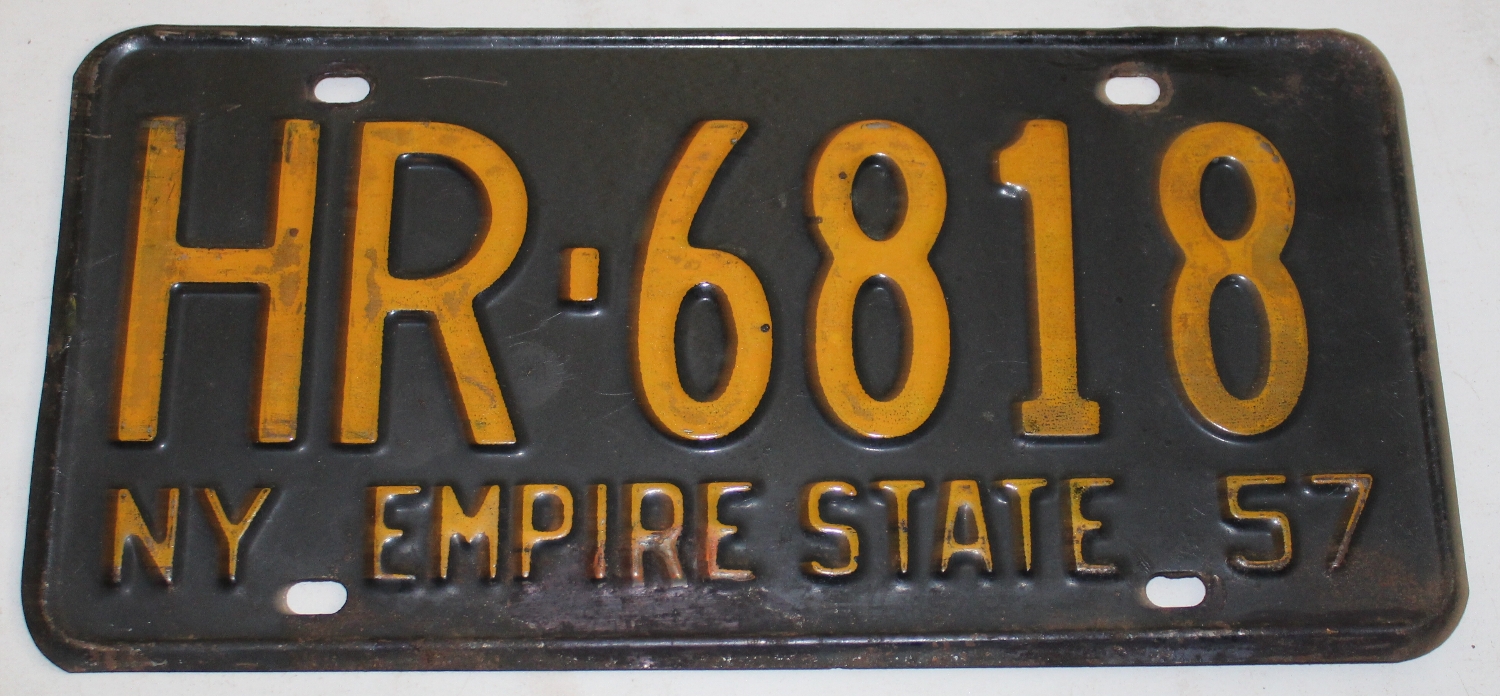 HR-6818
NY EMPIRE STATE 57